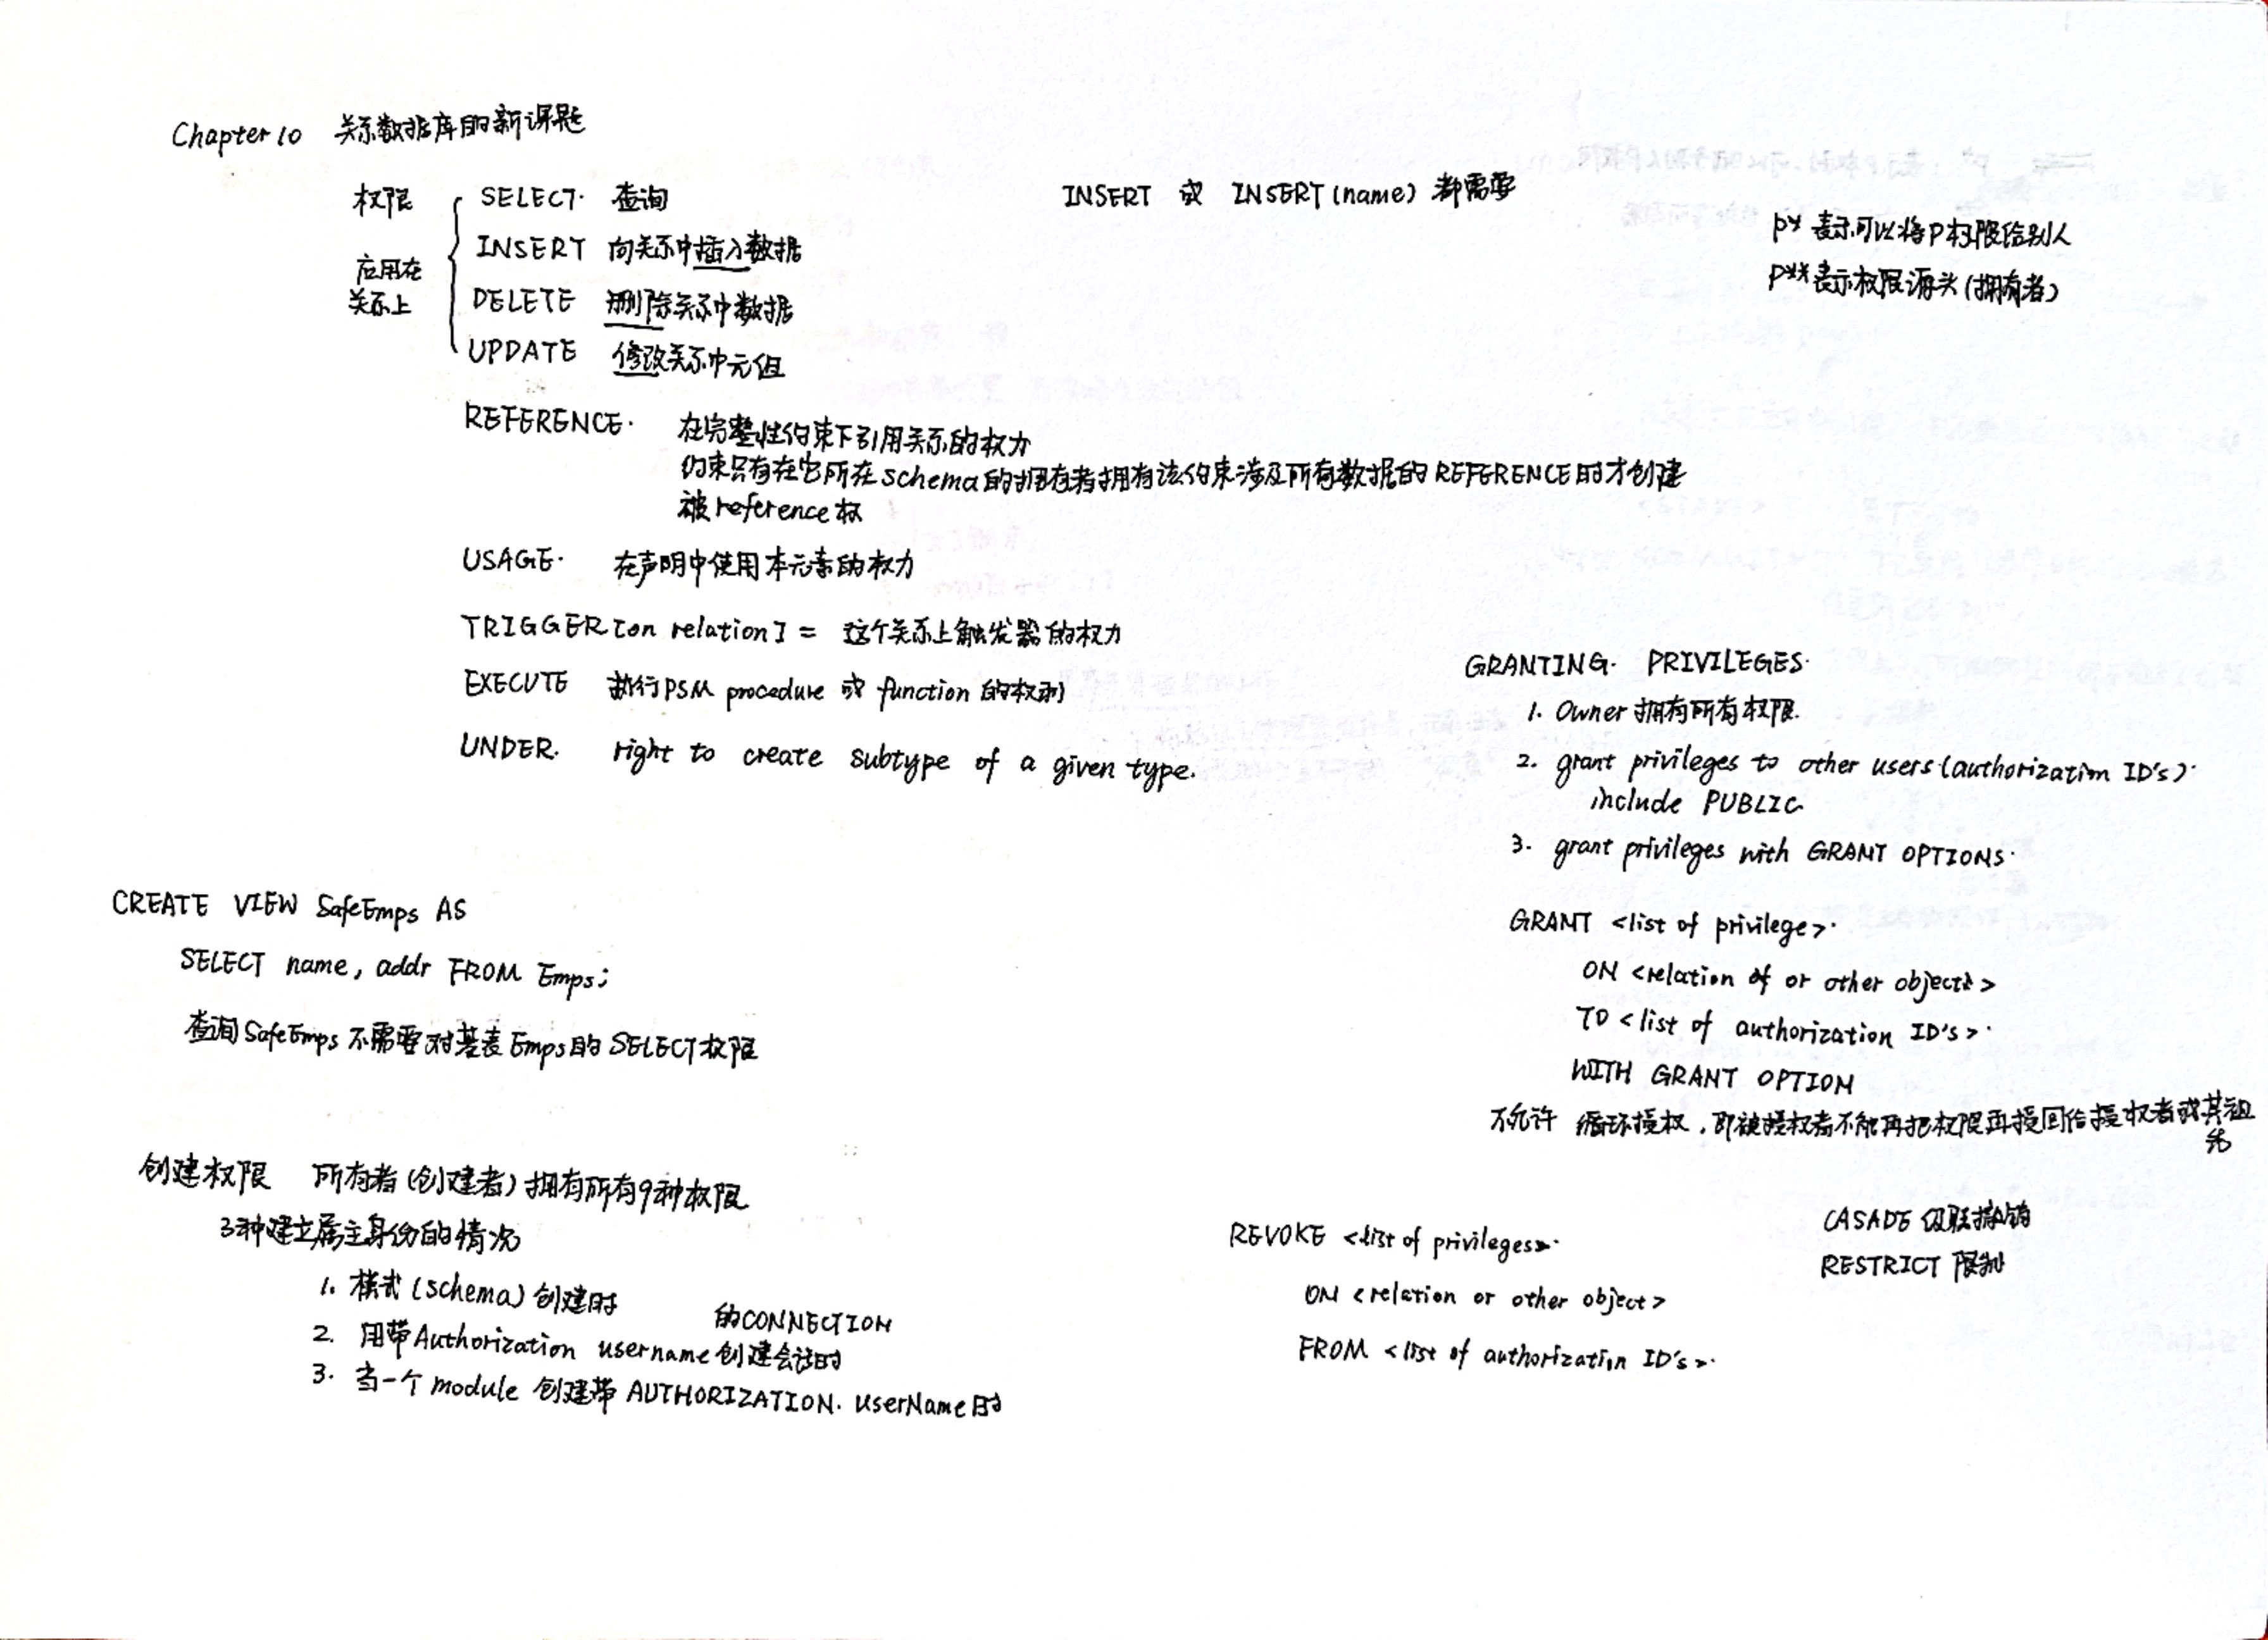 Chapter 10 关系数据库的新课题
权限
应用在
关系上
SELECT. 查询
INSERT 向关系中插入数据
DELETE 删除关系中数据
UPDATE 修改关系中元组
INSERT 或 INSERT(name) 都需要
P* 表示可以将P权限给别人
P** 表示权限源头(拥有者)
REFERENCE. 在完整性约束下引用关系的权力
约束只有在它所在schema的拥有者拥有该约束涉及所有数据的REFERENCE时才创建
被reference权
USAGE. 在声明中使用本元素的权力
TRIGGER[on relation] = 这个关系上触发器的权力
EXECUTE 执行PSM procedure 或 function 的权利
UNDER. right to create subtype of a given type.
GRANTING. PRIVILEGES.
1. Owner 拥有所有权限.
2. grant privileges to other users (authorization ID's).
include PUBLIC
3. grant privileges with GRANT OPTIONS.
CREATE VIEW SafeEmps AS
SELECT name, addr FROM Emps;
查询SafeEmps不需要对基表Emps的SELECT权限
GRANT <list of privilege>.
ON <relation of or other object>
TO <list of authorization ID's>.
WITH GRANT OPTION
不允许 循环授权,即被授权者不能再把权限再授回给授权者或其祖
先
创建权限 所有者(创建者)拥有所有9种权限
3种建立属主身份的情况
1. 模式(schema)创建时
的CONNECTION
2. 用带Authorization username创建会话时
3. 当一个module 创建带 AUTHORIZATION. userName时
REVOKE <list of privileges>.
ON <relation or other object>
FROM <list of authorization ID's>.
CASADE 级联撤销
RESTRICT 限制